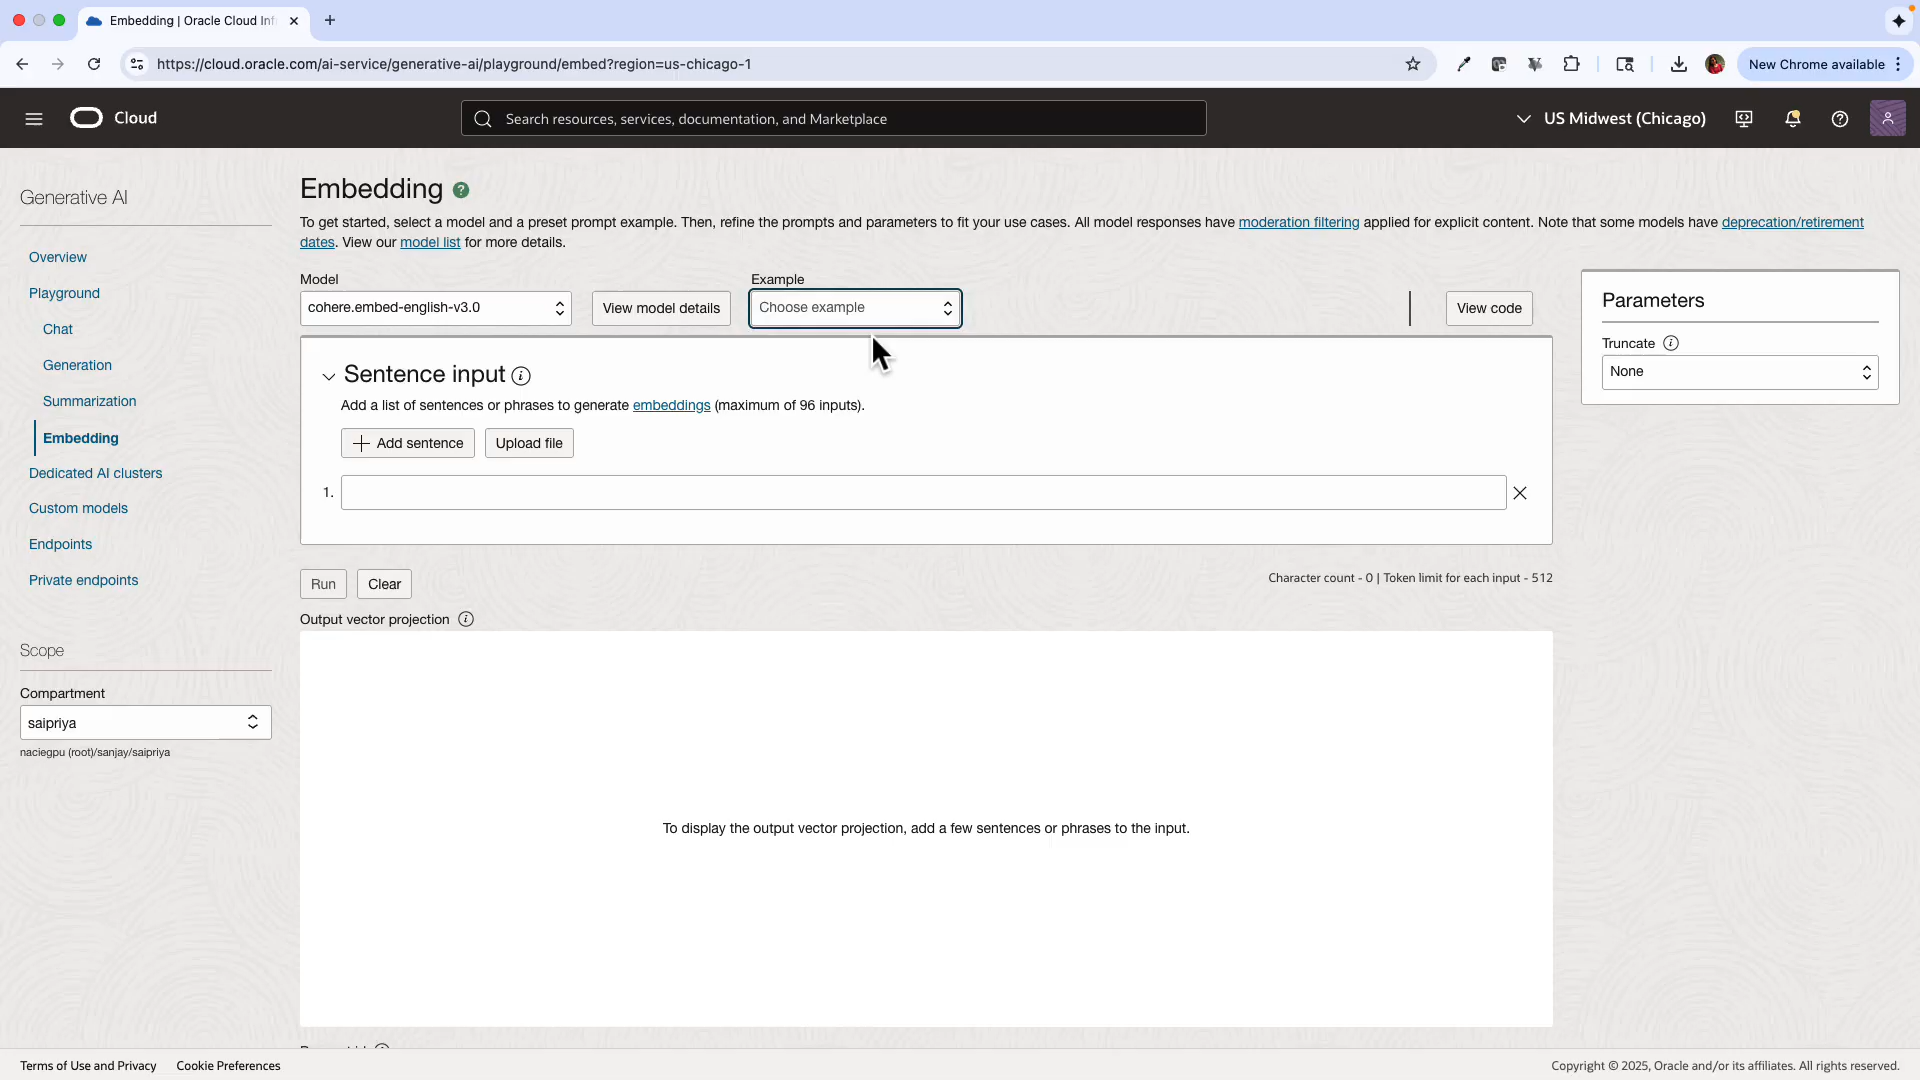 Embedding | Oracle Cloud Inf
https://cloud.oracle.com/ai-service/generative-ai/playground/embed?region=us-chicago-1
New Chrome available
Cloud
Search resources, services, documentation, and Marketplace
US Midwest (Chicago)
Generative AI
Overview
Playground
Chat
Generation
Summarization
Embedding
Dedicated AI clusters
Custom models
Endpoints
Private endpoints
Scope
Compartment
saipriya
naciegpu (root)/sanjay/saipriya
Embedding
To get started, select a model and a preset prompt example. Then, refine the prompts and parameters to fit your use cases. All model responses have moderation filtering applied for explicit content. Note that some models have deprecation/retirement
dates. View our model list for more details.
Model
cohere.embed-english-v3.0
View model details
Example
Choose example
View code
Sentence input
Add a list of sentences or phrases to generate embeddings (maximum of 96 inputs).
Add sentence
Upload file
1.
Run
Clear
Character count - 0 | Token limit for each input - 512
Output vector projection
To display the output vector projection, add a few sentences or phrases to the input.
Parameters
Truncate
None
Terms of Use and Privacy
Cookie Preferences
Copyright © 2025, Oracle and/or its affiliates. All rights reserved.